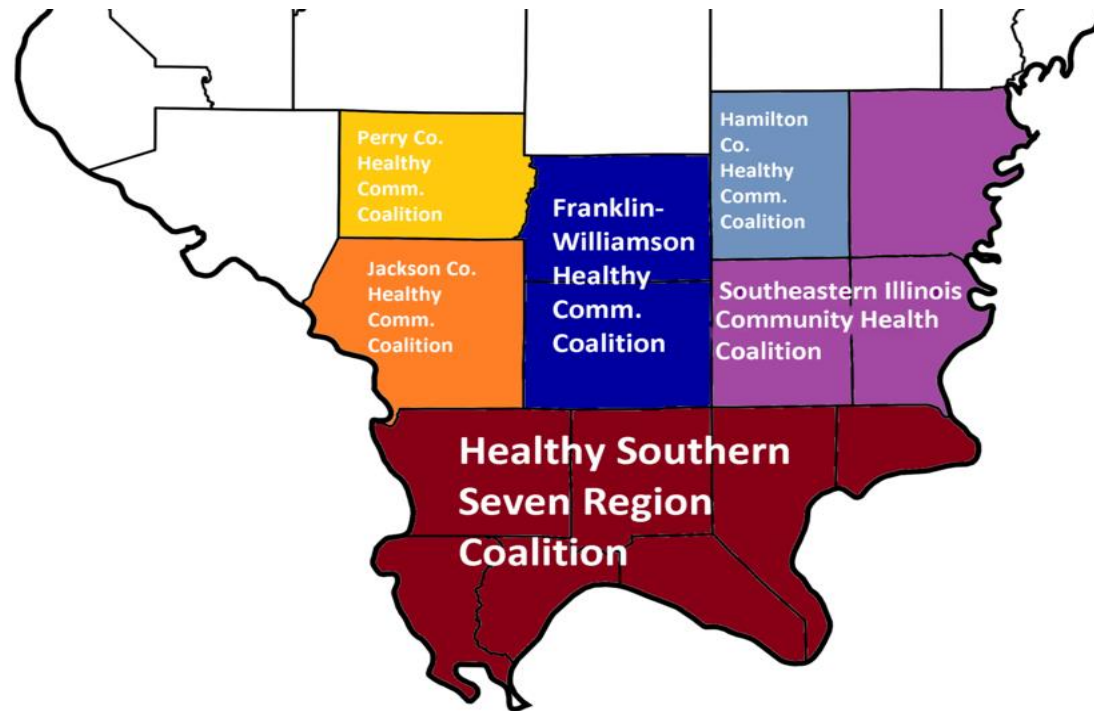 Perry Co.
Healthy
Comm.
Coalition
Hamilton
Co.
Healthy
Comm.
Coalition
Franklin-
Williamson
Healthy
Comm.
Coalition
Jackson Co.
Healthy
Comm.
Coalition
Southeastern Illinois
Community Health
Coalition
Healthy Southern
Seven Region
Coalition